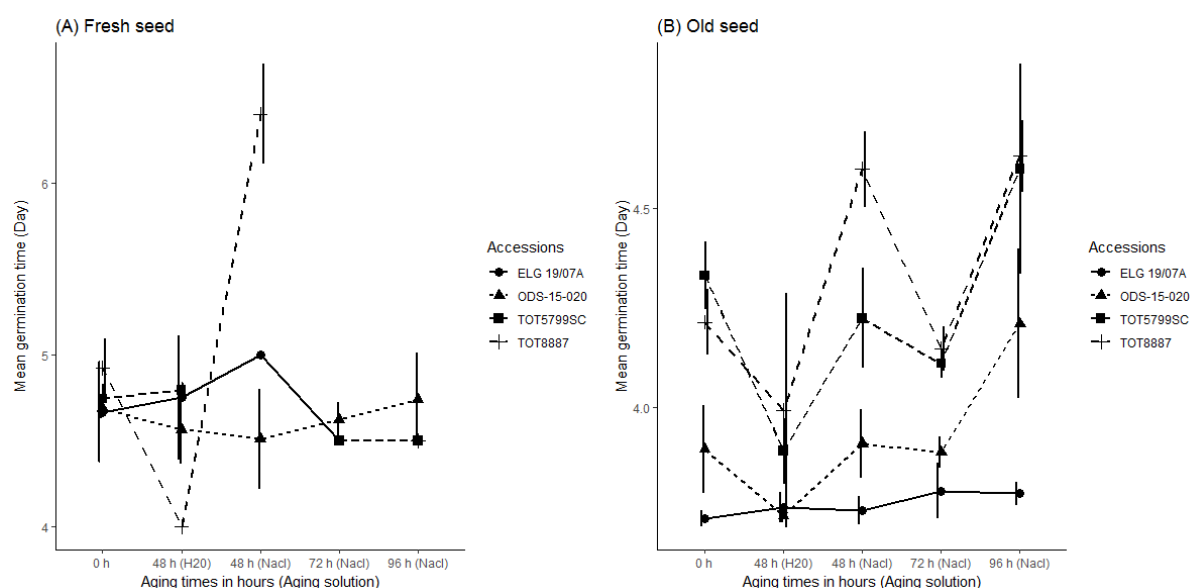 (A) Fresh seed
Mean germination time (Day)
6
5
4
0 h
48 h (H20)
48 h (Nacl)
72 h (Nacl)
96 h (Nacl)
Aging times in hours (Aging solution)
Accessions
ELG 19/07A
ODS-15-020
TOT5799SC
TOT8887
(B) Old seed
Mean germination time (Day)
4.5
4.0
0 h
48 h (H20)
48 h (Nacl)
72 h (Nacl)
96 h (Nacl)
Aging times in hours (Aging solution)
Accessions
ELG 19/07A
ODS-15-020
TOT5799SC
TOT8887